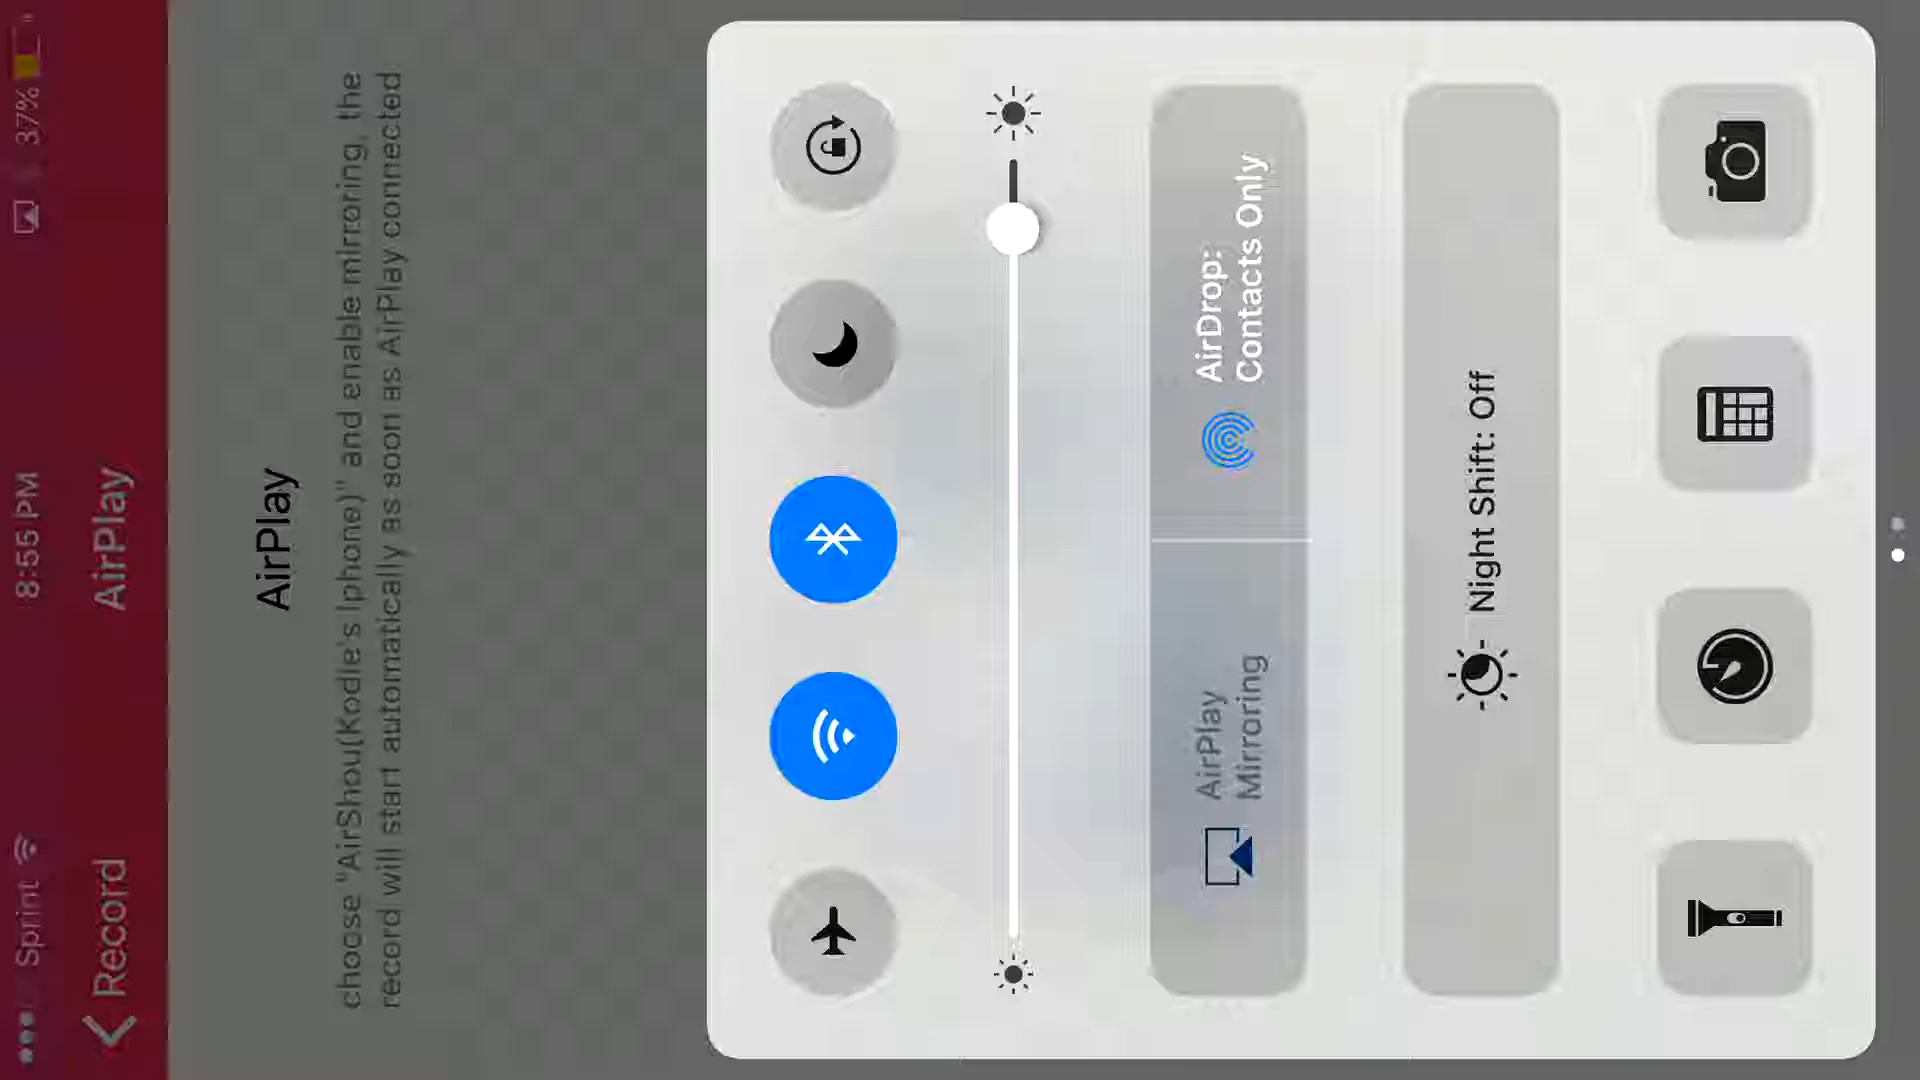 Sprint 8:55 PM 37%
Record AirPlay
AirPlay
choose "AirShou(Kodie's Iphone)" and enable mirroring, the
record will start automatically as soon as AirPlay connected
AirPlay
Mirroring
AirDrop:
Contacts Only
Night Shift: Off